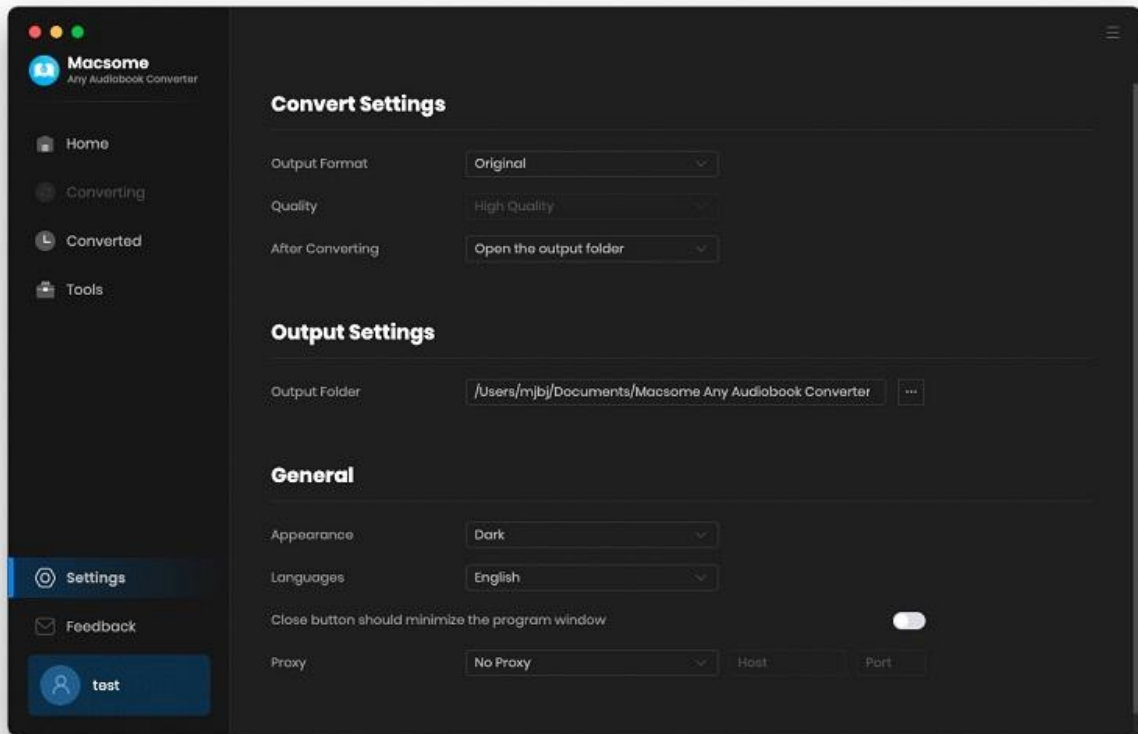 Macsome
Any Audiobook Converter
Home
Converting
Converted
Tools
Settings
Feedback
test
Convert Settings
Output Format Original
Quality High Quality
After Converting Open the output folder
Output Settings
Output Folder /Users/mjbj/Documents/Macsome Any Audiobook Converter ...
General
Appearance Dark
Languages English
Close button should minimize the program window
Proxy No Proxy Host Port